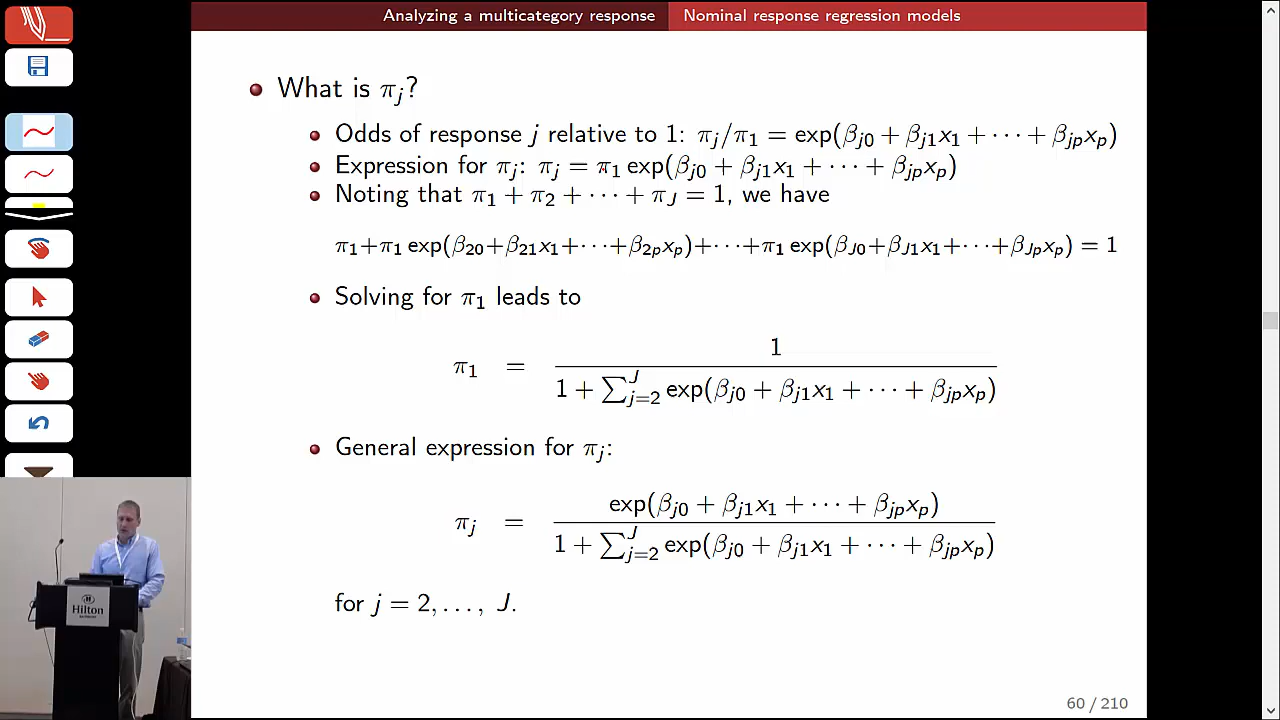 Analyzing a multicategory response Nominal response regression models
What is πj?
Odds of response j relative to 1: πj/π1 = exp(βj0 + βj1x1 + ··· + βjpxp)
Expression for πj: πj = π1 exp(βj0 + βj1x1 + ··· + βjpxp)
Noting that π1 + π2 + ··· + πJ = 1, we have
π1+π1 exp(β20+β21x1+···+β2pxp)+···+π1 exp(βJ0+βJ1x1+···+βJpxp) = 1
Solving for π1 leads to
π1 = 1 / (1 + ∑_{j=2}^{J} exp(βj0 + βj1x1 + ··· + βjpxp))
General expression for πj:
πj = exp(βj0 + βj1x1 + ··· + βjpxp) / (1 + ∑_{j=2}^{J} exp(βj0 + βj1x1 + ··· + βjpxp))
for j = 2, . . . , J.
Hilton
60 / 210